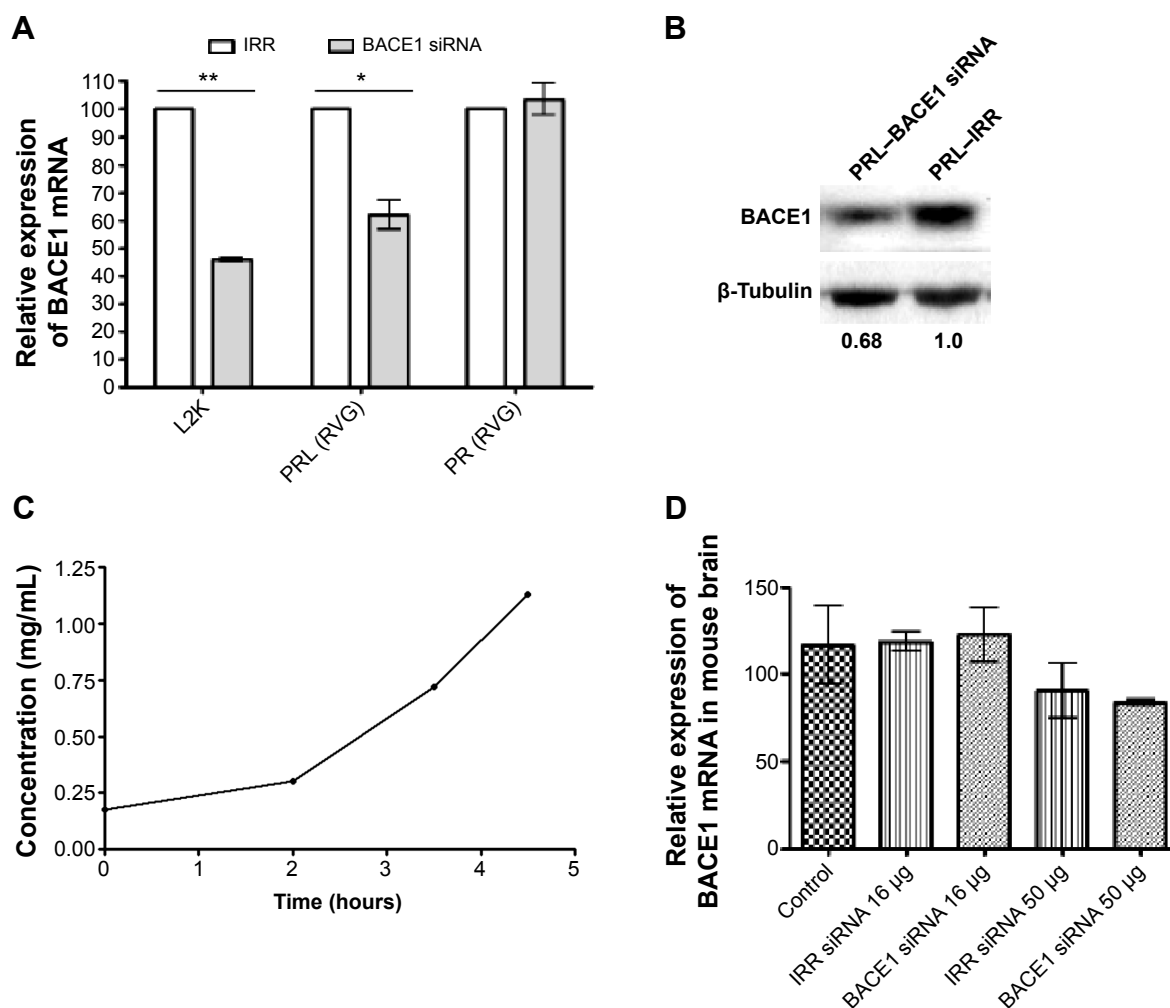 A
IRR
BACE1 siRNA
**
*
Relative expression
of BACE1 mRNA
110
100
90
80
70
60
50
40
30
20
10
0
L2K
PRL (RVG)
PR (RVG)
B
PRL–BACE1 siRNA
PRL–IRR
BACE1
β-Tubulin
0.68
1.0
C
Concentration (mg/mL)
1.25
1.00
0.75
0.50
0.25
0.00
0
1
2
3
4
5
Time (hours)
D
Relative expression of
BACE1 mRNA in mouse brain
150
100
50
0
Control
IRR siRNA 16 µg
BACE1 siRNA 16 µg
IRR siRNA 50 µg
BACE1 siRNA 50 µg